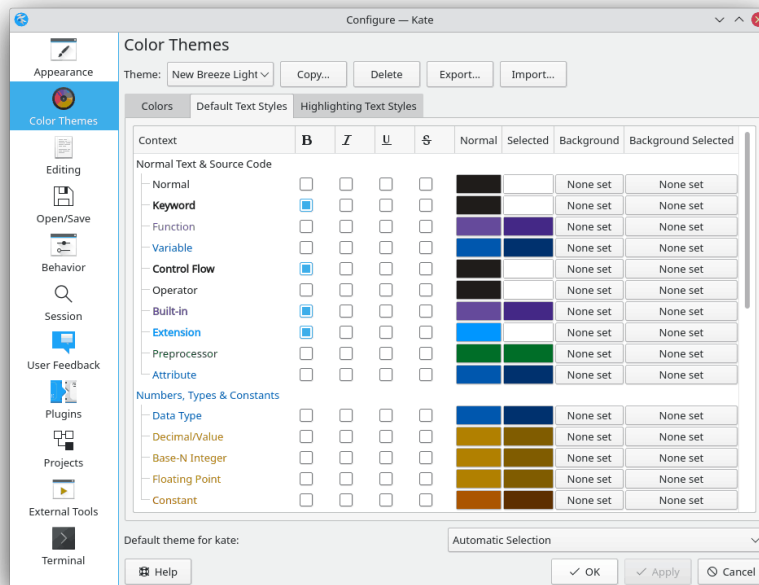 Configure — Kate
Appearance
Color Themes
Editing
Open/Save
Behavior
Session
User Feedback
Plugins
Projects
External Tools
Terminal
Color Themes
Theme: New Breeze Light Copy... Delete Export... Import...
Colors Default Text Styles Highlighting Text Styles
Context B I U S Normal Selected Background Background Selected
Normal Text & Source Code
Normal None set None set
Keyword None set None set
Function None set None set
Variable None set None set
Control Flow None set None set
Operator None set None set
Built-in None set None set
Extension None set None set
Preprocessor None set None set
Attribute None set None set
Numbers, Types & Constants
Data Type None set None set
Decimal/Value None set None set
Base-N Integer None set None set
Floating Point None set None set
Constant None set None set
Default theme for kate: Automatic Selection
Help OK Apply Cancel